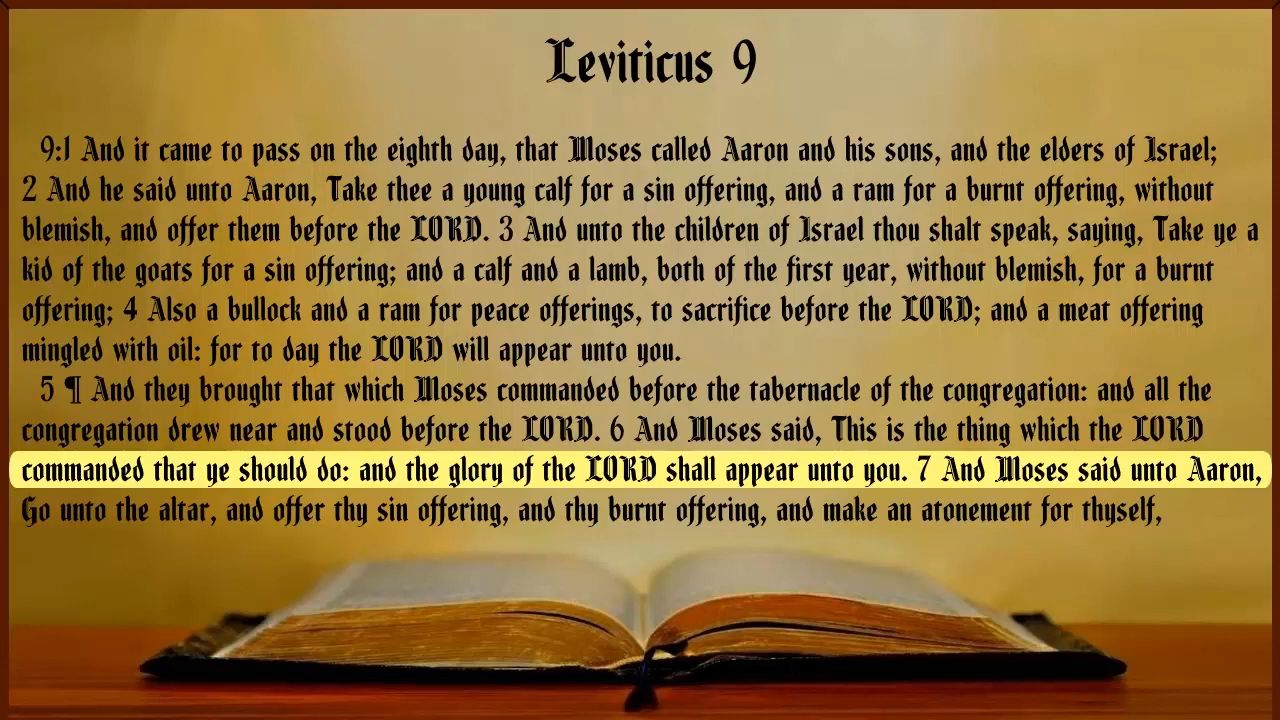 Leviticus 9
9:1 And it came to pass on the eighth day, that Moses called Aaron and his sons, and the elders of Israel;
2 And he said unto Aaron, Take thee a young calf for a sin offering, and a ram for a burnt offering, without
blemish, and offer them before the LORD. 3 And unto the children of Israel thou shalt speak, saying, Take ye a
kid of the goats for a sin offering; and a calf and a lamb, both of the first year, without blemish, for a burnt
offering; 4 Also a bullock and a ram for peace offerings, to sacrifice before the LORD; and a meat offering
mingled with oil: for to day the LORD will appear unto you.
5 ¶ And they brought that which Moses commanded before the tabernacle of the congregation: and all the
congregation drew near and stood before the LORD. 6 And Moses said, This is the thing which the LORD
commanded that ye should do: and the glory of the LORD shall appear unto you. 7 And Moses said unto Aaron,
Go unto the altar, and offer thy sin offering, and thy burnt offering, and make an atonement for thyself,